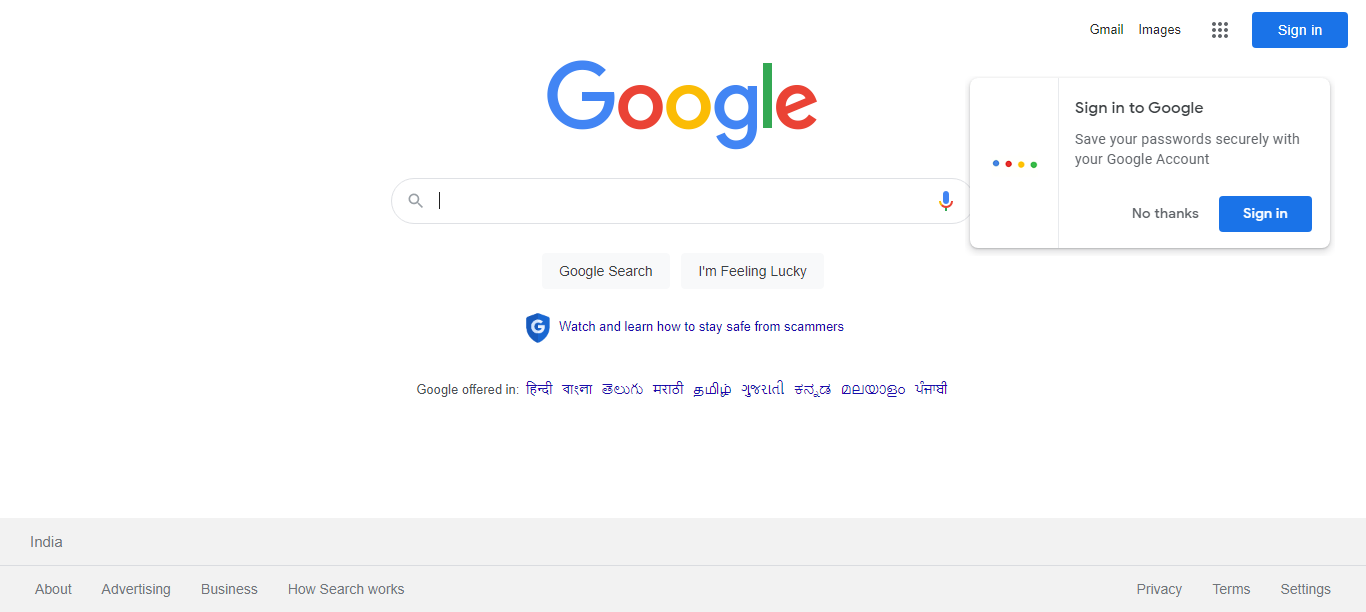 Gmail Images Sign in
Google
Sign in to Google
Save your passwords securely with
your Google Account
No thanks Sign in
Google Search I'm Feeling Lucky
G Watch and learn how to stay safe from scammers
Google offered in: हिन्दी বাংলা తెలుగు मराठी தமிழ் ગુજરાતી ಕನ್ನಡ മലയാളം ਪੰਜਾਬੀ
India
About Advertising Business How Search works Privacy Terms Settings